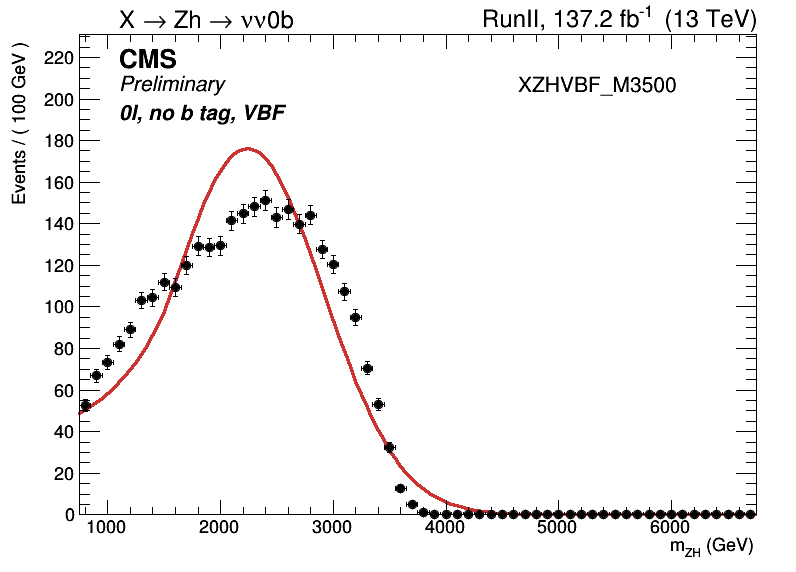 X → Zh → νν0b
RunII, 137.2 fb⁻¹ (13 TeV)
CMS
Preliminary
0l, no b tag, VBF
XZHVBF_M3500
Events / ( 100 GeV )
220
200
180
160
140
120
100
80
60
40
20
0
1000 2000 3000 4000 5000 6000
m_ZH (GeV)